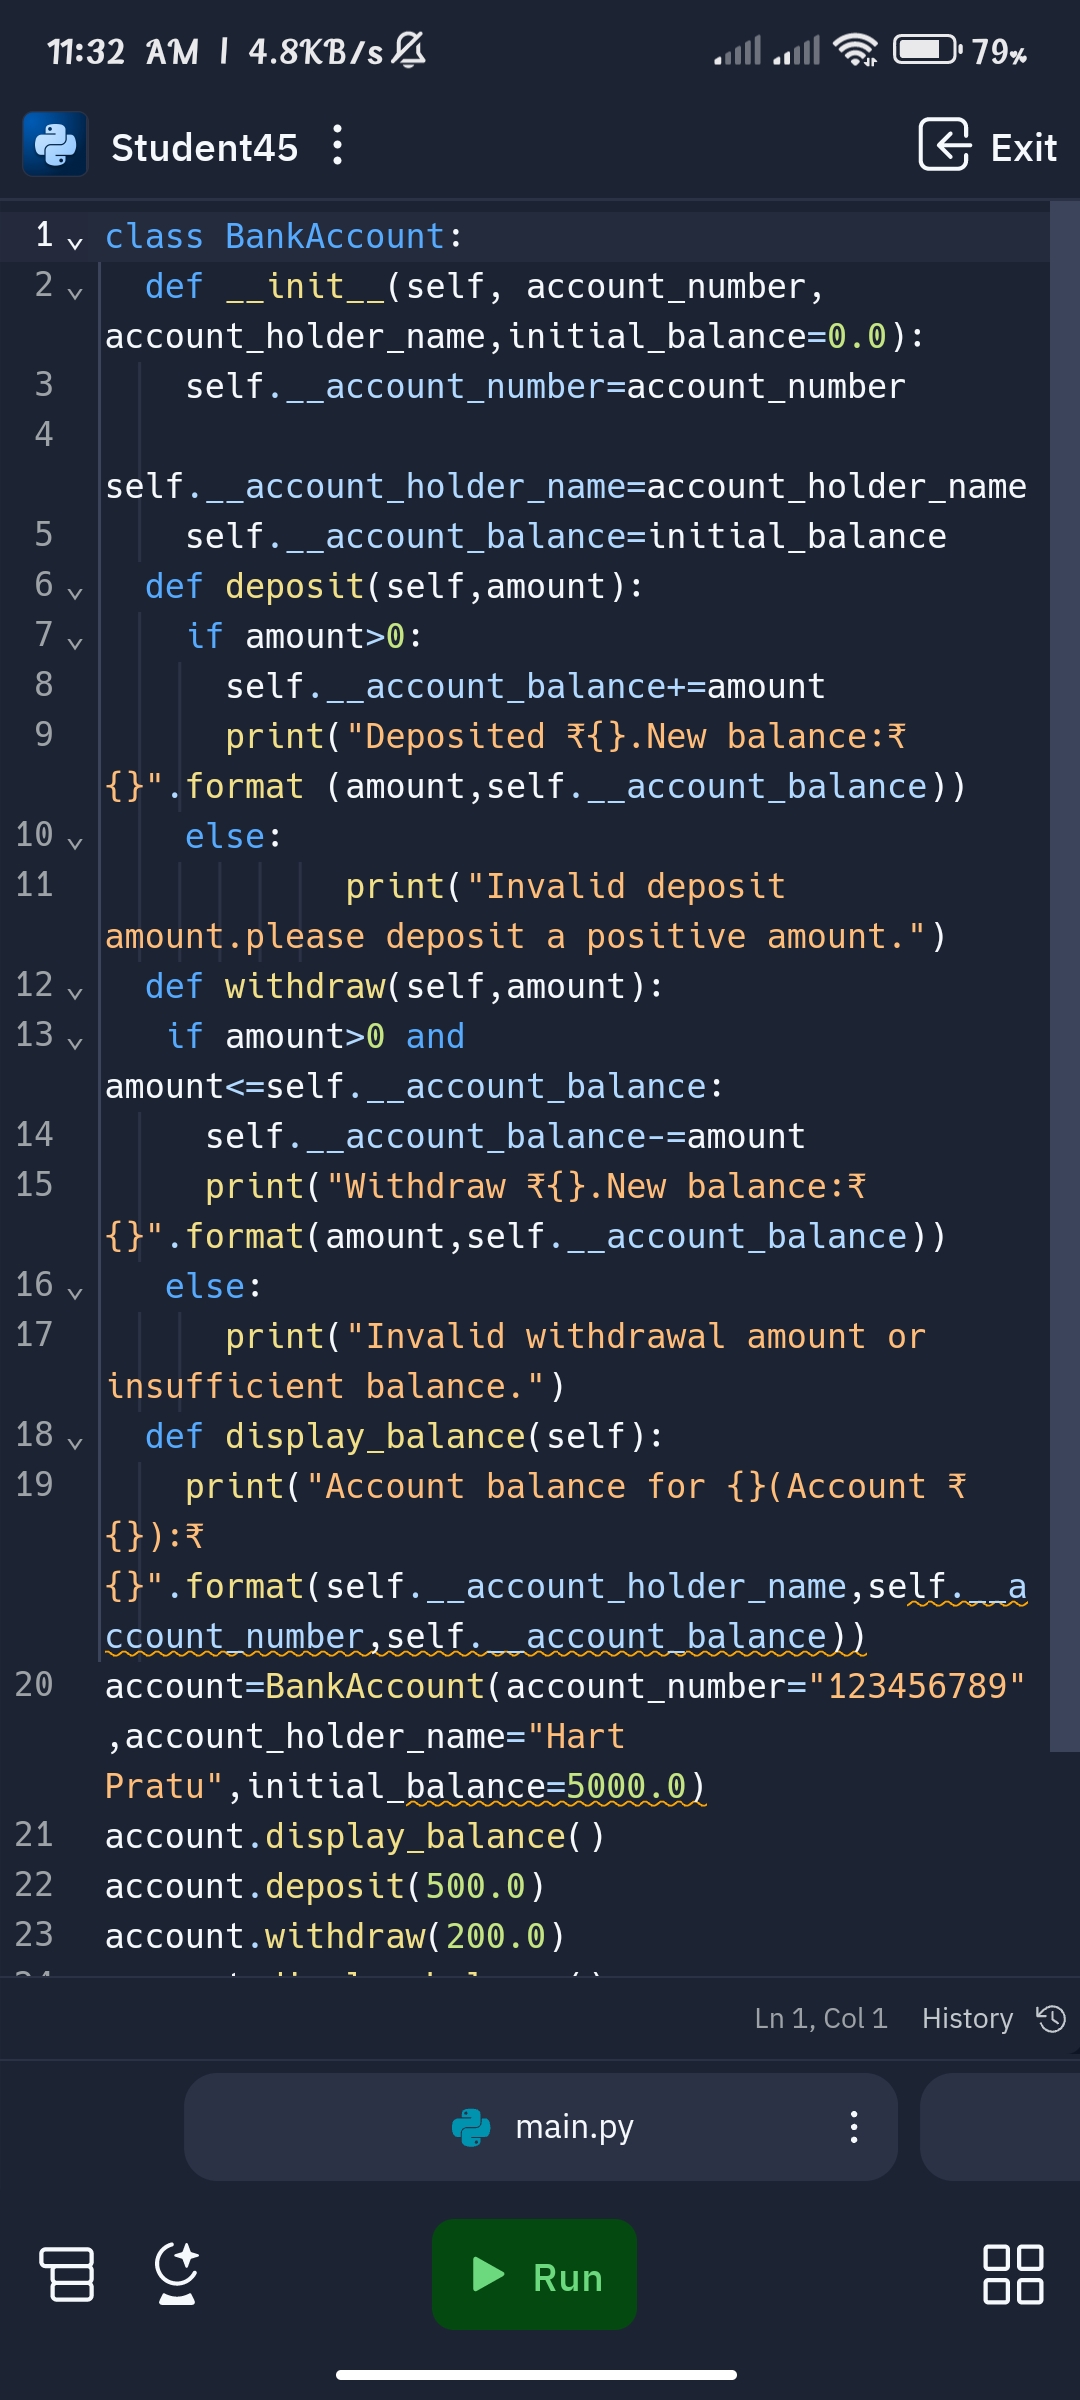 11:32 AM | 4.8KB/s 79%
Student45 Exit
1 class BankAccount:
2 def __init__(self, account_number,
account_holder_name,initial_balance=0.0):
3 self.__account_number=account_number
4
self.__account_holder_name=account_holder_name
5 self.__account_balance=initial_balance
6 def deposit(self,amount):
7 if amount>0:
8 self.__account_balance+=amount
9 print("Deposited ₹{}.New balance:₹
{}".format (amount,self.__account_balance))
10 else:
11 print("Invalid deposit
amount.please deposit a positive amount.")
12 def withdraw(self,amount):
13 if amount>0 and
amount<=self.__account_balance:
14 self.__account_balance-=amount
15 print("Withdraw ₹{}.New balance:₹
{}".format(amount,self.__account_balance))
16 else:
17 print("Invalid withdrawal amount or
insufficient balance.")
18 def display_balance(self):
19 print("Account balance for {}(Account ₹
{}):₹
{}".format(self.__account_holder_name,self.__a
ccount_number,self.__account_balance))
20 account=BankAccount(account_number="123456789"
,account_holder_name="Hart
Pratu",initial_balance=5000.0)
21 account.display_balance()
22 account.deposit(500.0)
23 account.withdraw(200.0)
Ln 1, Col 1 History
main.py
Run